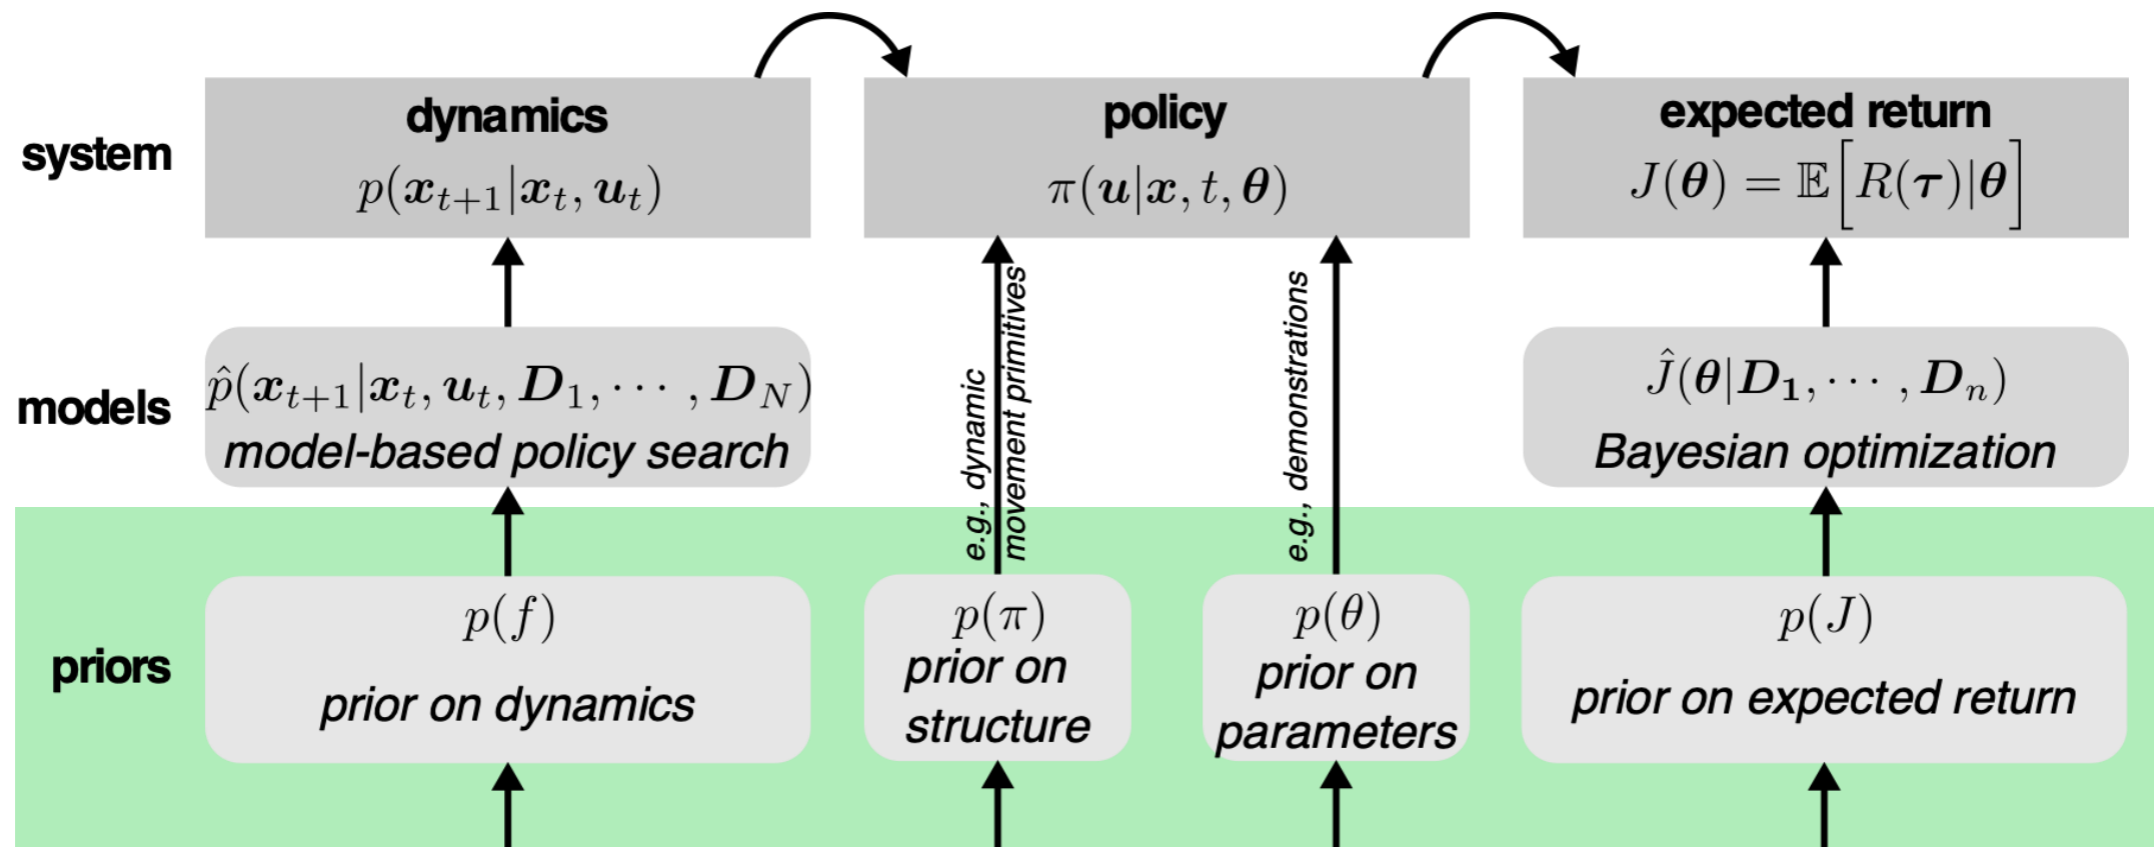 system
dynamics
p(x_{t+1}|x_t, u_t)
policy
π(u|x, t, θ)
expected return
J(θ) = 𝔼[R(τ)|θ]
models
p̂(x_{t+1}|x_t, u_t, D_1, ⋯ , D_N)
model-based policy search
e.g., dynamic
movement primitives
e.g., demonstrations
Ĵ(θ|D_1, ⋯ , D_n)
Bayesian optimization
priors
p(f)
prior on dynamics
p(π)
prior on
structure
p(θ)
prior on
parameters
p(J)
prior on expected return